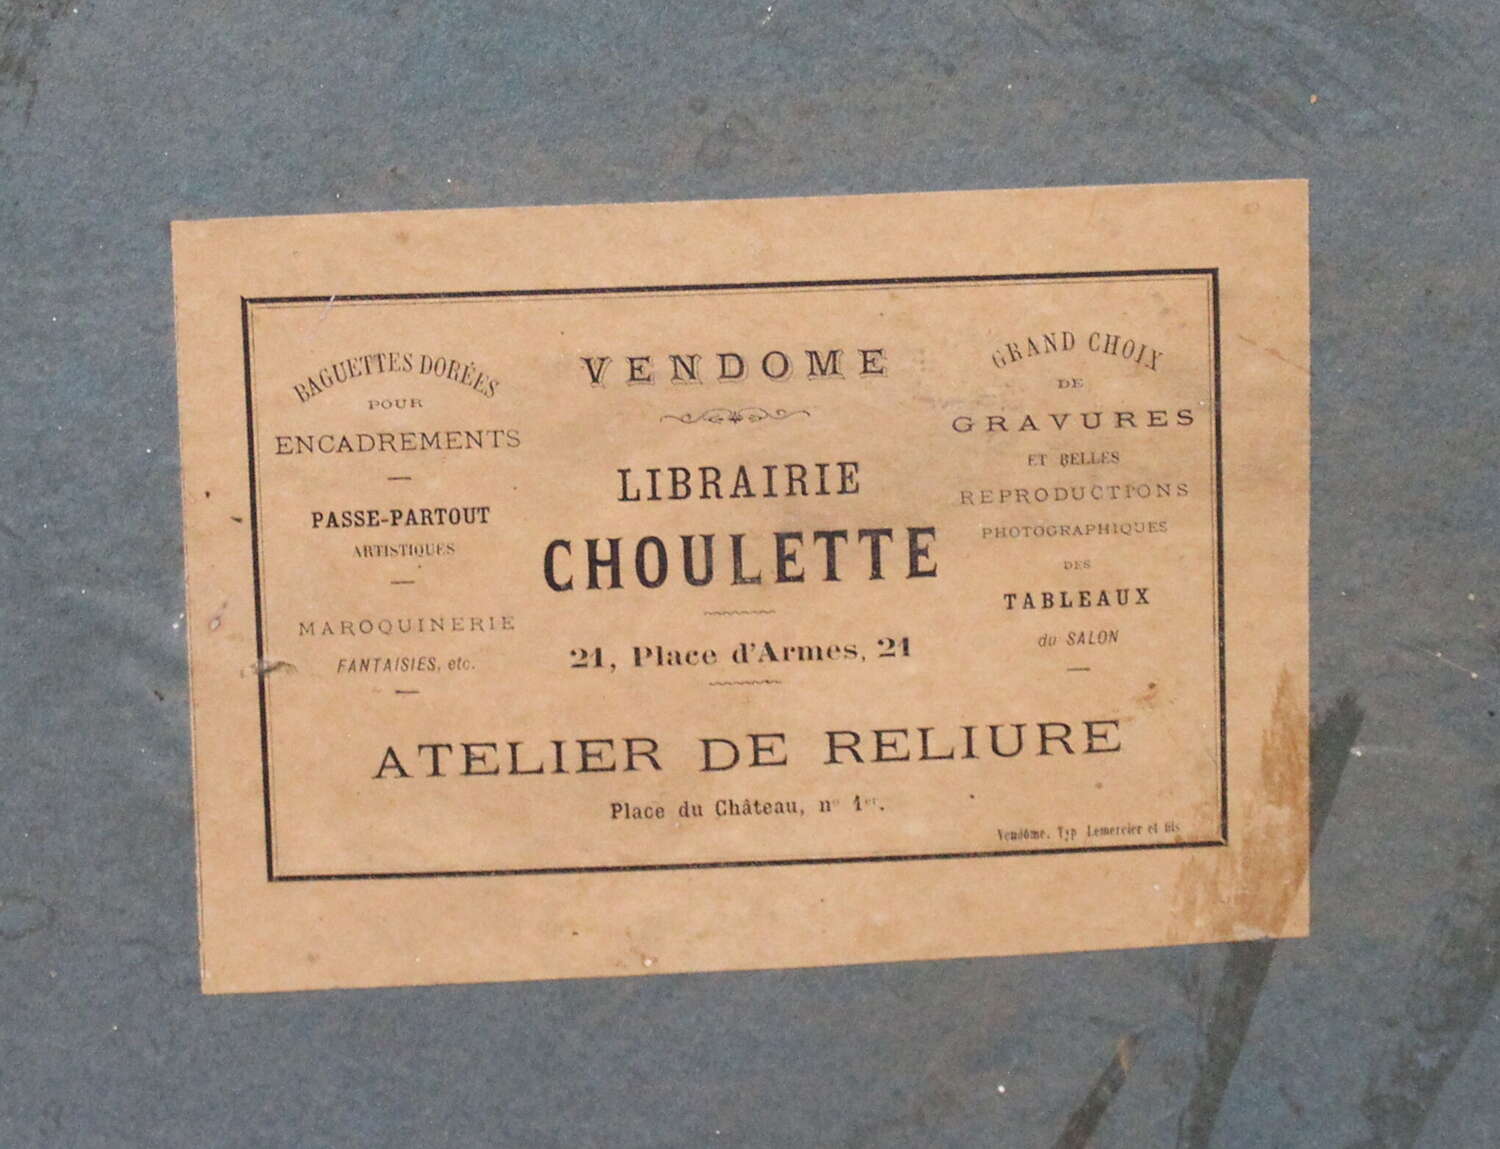 VENDOME
BAGUETTES DORÉES
POUR
ENCADREMENTS
PASSE-PARTOUT
ARTISTIQUES
MAROQUINERIE
FANTAISIES, etc.
LIBRAIRIE
CHOULETTE
21, Place d'Armes, 21
GRAND CHOIX
DE
GRAVURES
ET BELLES
REPRODUCTIONS
PHOTOGRAPHIQUES
DES
TABLEAUX
du SALON
ATELIER DE RELIURE
Place du Château, nº 1er.
Vendôme. Typ Lemercier et fils